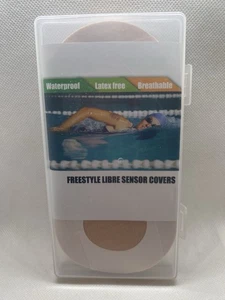 Waterproof Latex free Breathable
FREESTYLE LIBRE SENSOR COVERS